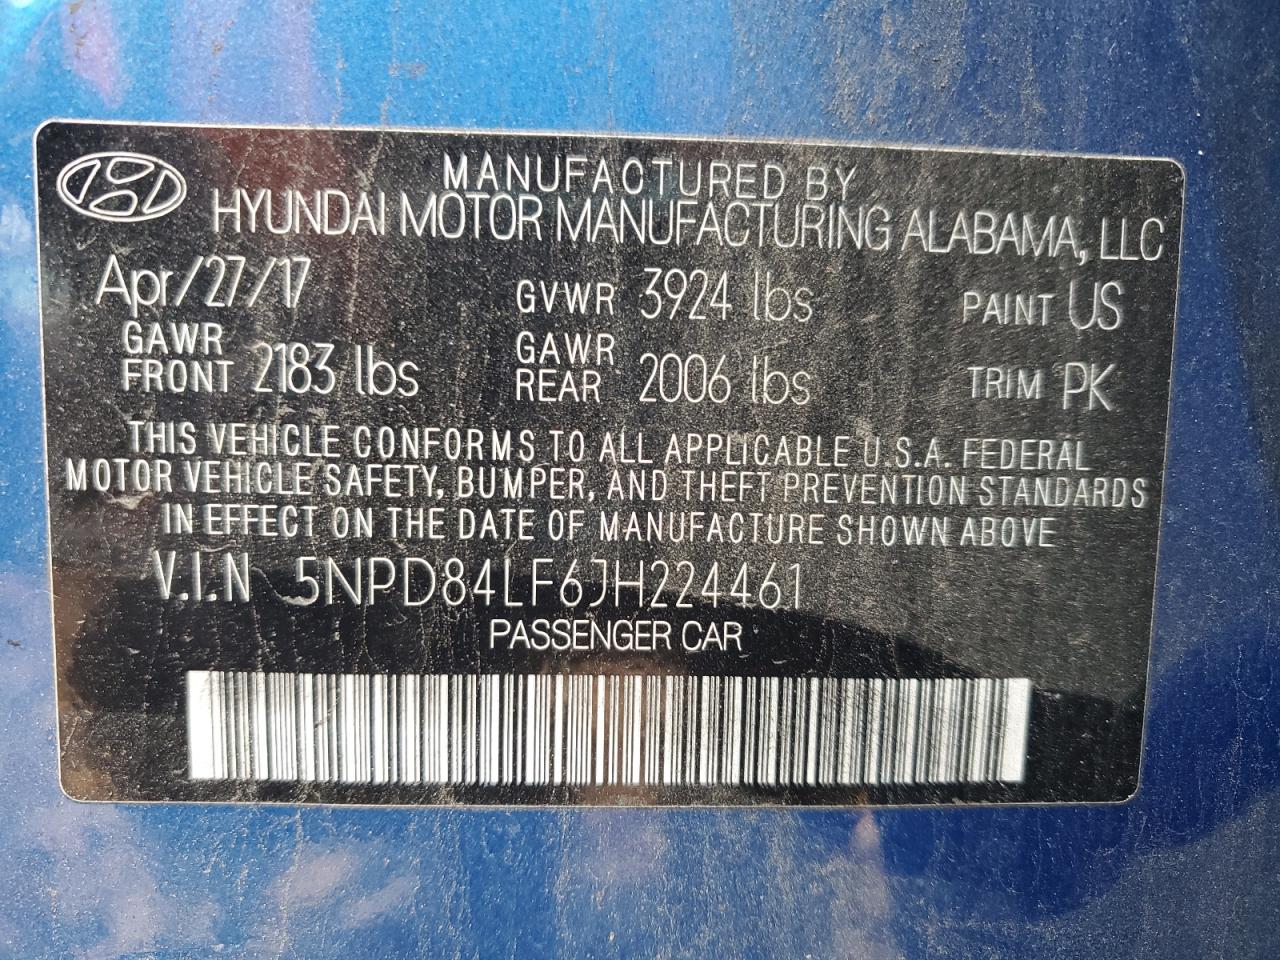 MANUFACTURED BY
HYUNDAI MOTOR MANUFACTURING ALABAMA, LLC
Apr/27/17 GVWR 3924 lbs PAINT US
GAWR FRONT 2183 lbs GAWR REAR 2006 lbs TRIM PK
THIS VEHICLE CONFORMS TO ALL APPLICABLE U.S.A. FEDERAL
MOTOR VEHICLE SAFETY, BUMPER, AND THEFT PREVENTION STANDARDS
IN EFFECT ON THE DATE OF MANUFACTURE SHOWN ABOVE
V.I.N 5NPD84LF6JH224461
PASSENGER CAR